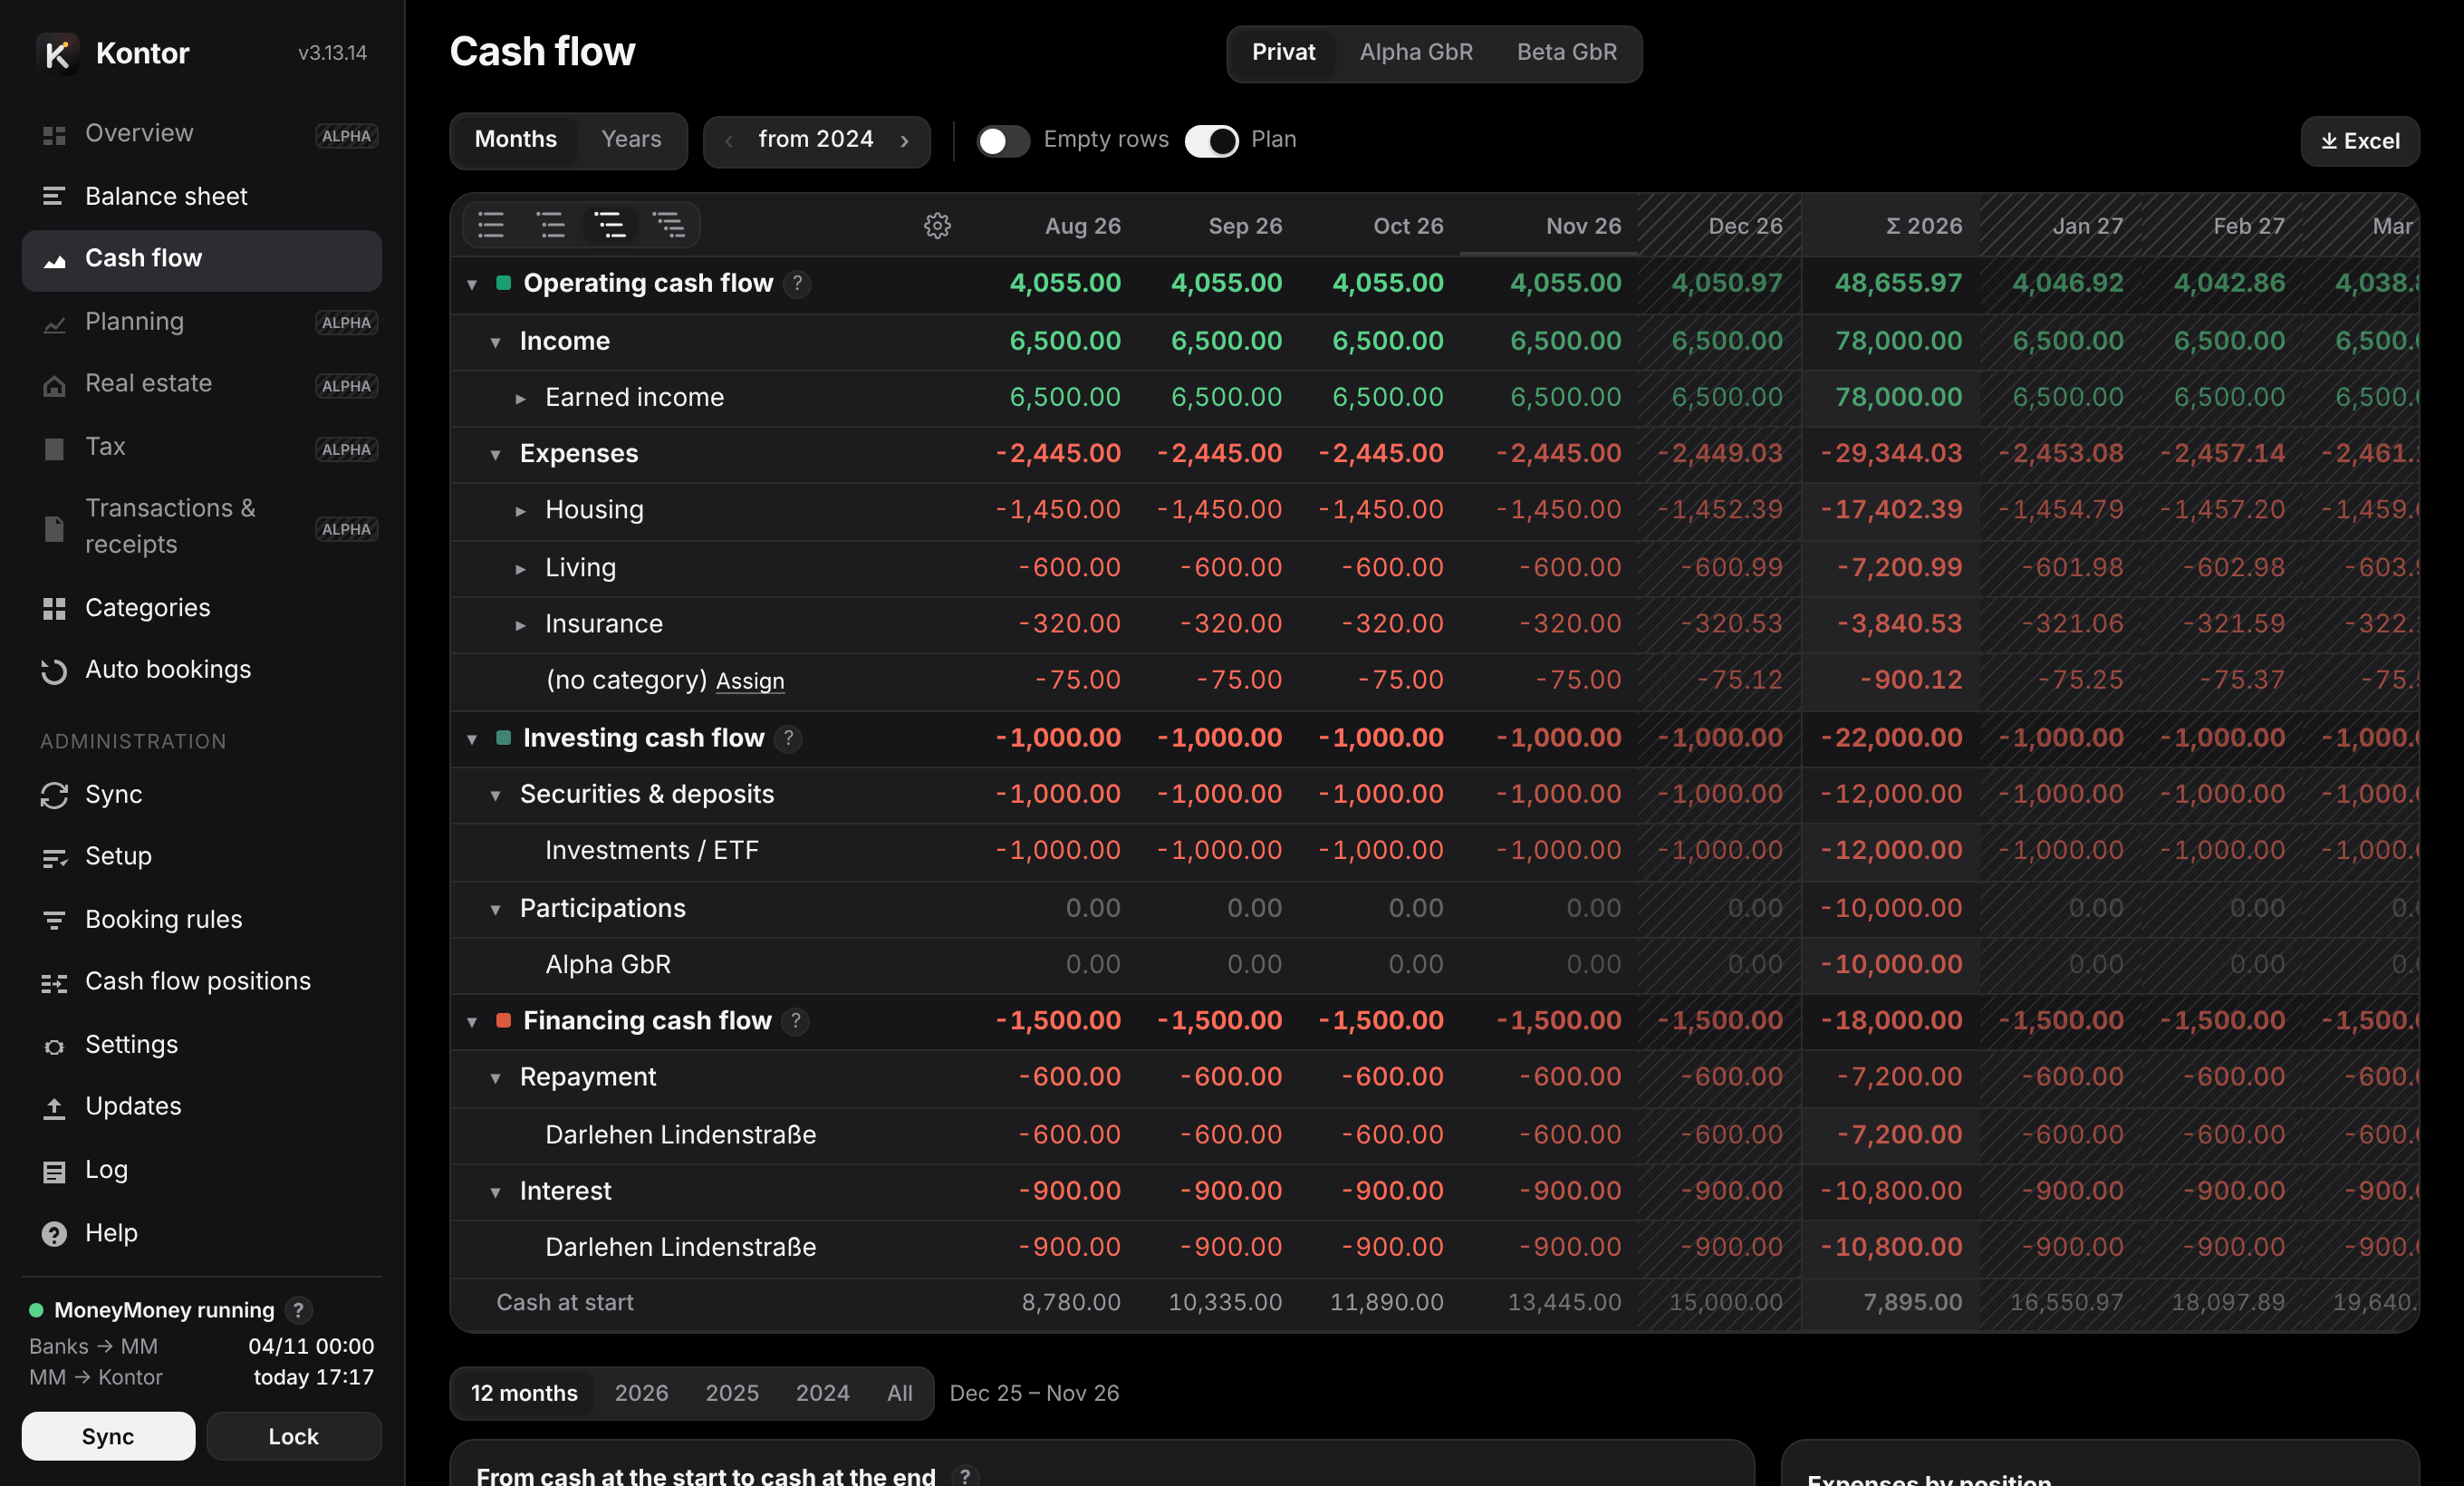 Kontor v3.13.14
Overview ALPHA
Balance sheet
Cash flow
Planning ALPHA
Real estate ALPHA
Tax ALPHA
Transactions &
receipts ALPHA
Categories
Auto bookings
ADMINISTRATION
Sync
Setup
Booking rules
Cash flow positions
Settings
Updates
Log
Help
MoneyMoney running ?
Banks → MM 04/11 00:00
MM → Kontor today 17:17
Sync Lock
Cash flow
Privat Alpha GbR Beta GbR
Months Years ‹ from 2024 › Empty rows Plan Excel
Aug 26 Sep 26 Oct 26 Nov 26 Dec 26 Σ 2026 Jan 27 Feb 27 Mar
Operating cash flow ? 4,055.00 4,055.00 4,055.00 4,055.00 4,050.97 48,655.97 4,046.92 4,042.86
Income 6,500.00 6,500.00 6,500.00 6,500.00 6,500.00 78,000.00 6,500.00 6,500.00
Earned income 6,500.00 6,500.00 6,500.00 6,500.00 6,500.00 78,000.00 6,500.00 6,500.00
Expenses -2,445.00 -2,445.00 -2,445.00 -2,445.00 -2,449.03 -29,344.03 -2,453.08 -2,457.14
Housing -1,450.00 -1,450.00 -1,450.00 -1,450.00 -1,452.39 -17,402.39 -1,454.79 -1,457.20
Living -600.00 -600.00 -600.00 -600.00 -600.99 -7,200.99 -601.98 -602.98
Insurance -320.00 -320.00 -320.00 -320.00 -320.53 -3,840.53 -321.06 -321.59
(no category) Assign -75.00 -75.00 -75.00 -75.00 -75.12 -900.12 -75.25 -75.37
Investing cash flow ? -1,000.00 -1,000.00 -1,000.00 -1,000.00 -1,000.00 -22,000.00 -1,000.00 -1,000.00
Securities & deposits -1,000.00 -1,000.00 -1,000.00 -1,000.00 -1,000.00 -12,000.00 -1,000.00 -1,000.00
Investments / ETF -1,000.00 -1,000.00 -1,000.00 -1,000.00 -1,000.00 -12,000.00 -1,000.00 -1,000.00
Participations 0.00 0.00 0.00 0.00 0.00 -10,000.00 0.00 0.00
Alpha GbR 0.00 0.00 0.00 0.00 0.00 -10,000.00 0.00 0.00
Financing cash flow ? -1,500.00 -1,500.00 -1,500.00 -1,500.00 -1,500.00 -18,000.00 -1,500.00 -1,500.00
Repayment -600.00 -600.00 -600.00 -600.00 -600.00 -7,200.00 -600.00 -600.00
Darlehen Lindenstraße -600.00 -600.00 -600.00 -600.00 -600.00 -7,200.00 -600.00 -600.00
Interest -900.00 -900.00 -900.00 -900.00 -900.00 -10,800.00 -900.00 -900.00
Darlehen Lindenstraße -900.00 -900.00 -900.00 -900.00 -900.00 -10,800.00 -900.00 -900.00
Cash at start 8,780.00 10,335.00 11,890.00 13,445.00 15,000.00 7,895.00 16,550.97 18,097.89
12 months 2026 2025 2024 All Dec 25 – Nov 26
From cash at the start to cash at the end ?
Expenses by position